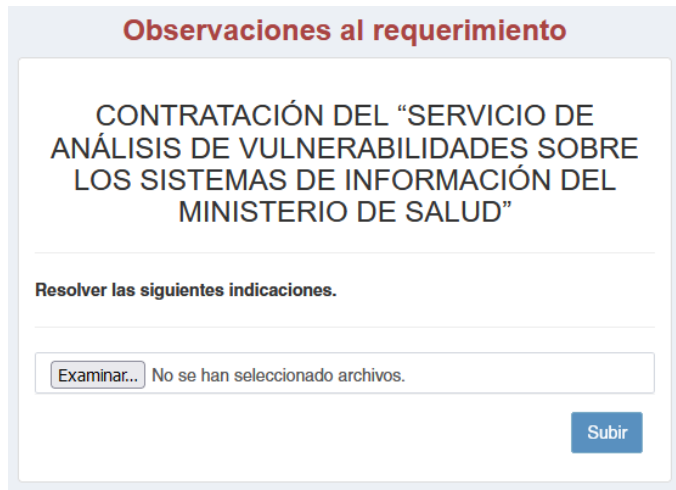 Observaciones al requerimiento
CONTRATACIÓN DEL “SERVICIO DE
ANÁLISIS DE VULNERABILIDADES SOBRE
LOS SISTEMAS DE INFORMACIÓN DEL
MINISTERIO DE SALUD”
Resolver las siguientes indicaciones.
Examinar... No se han seleccionado archivos.
Subir